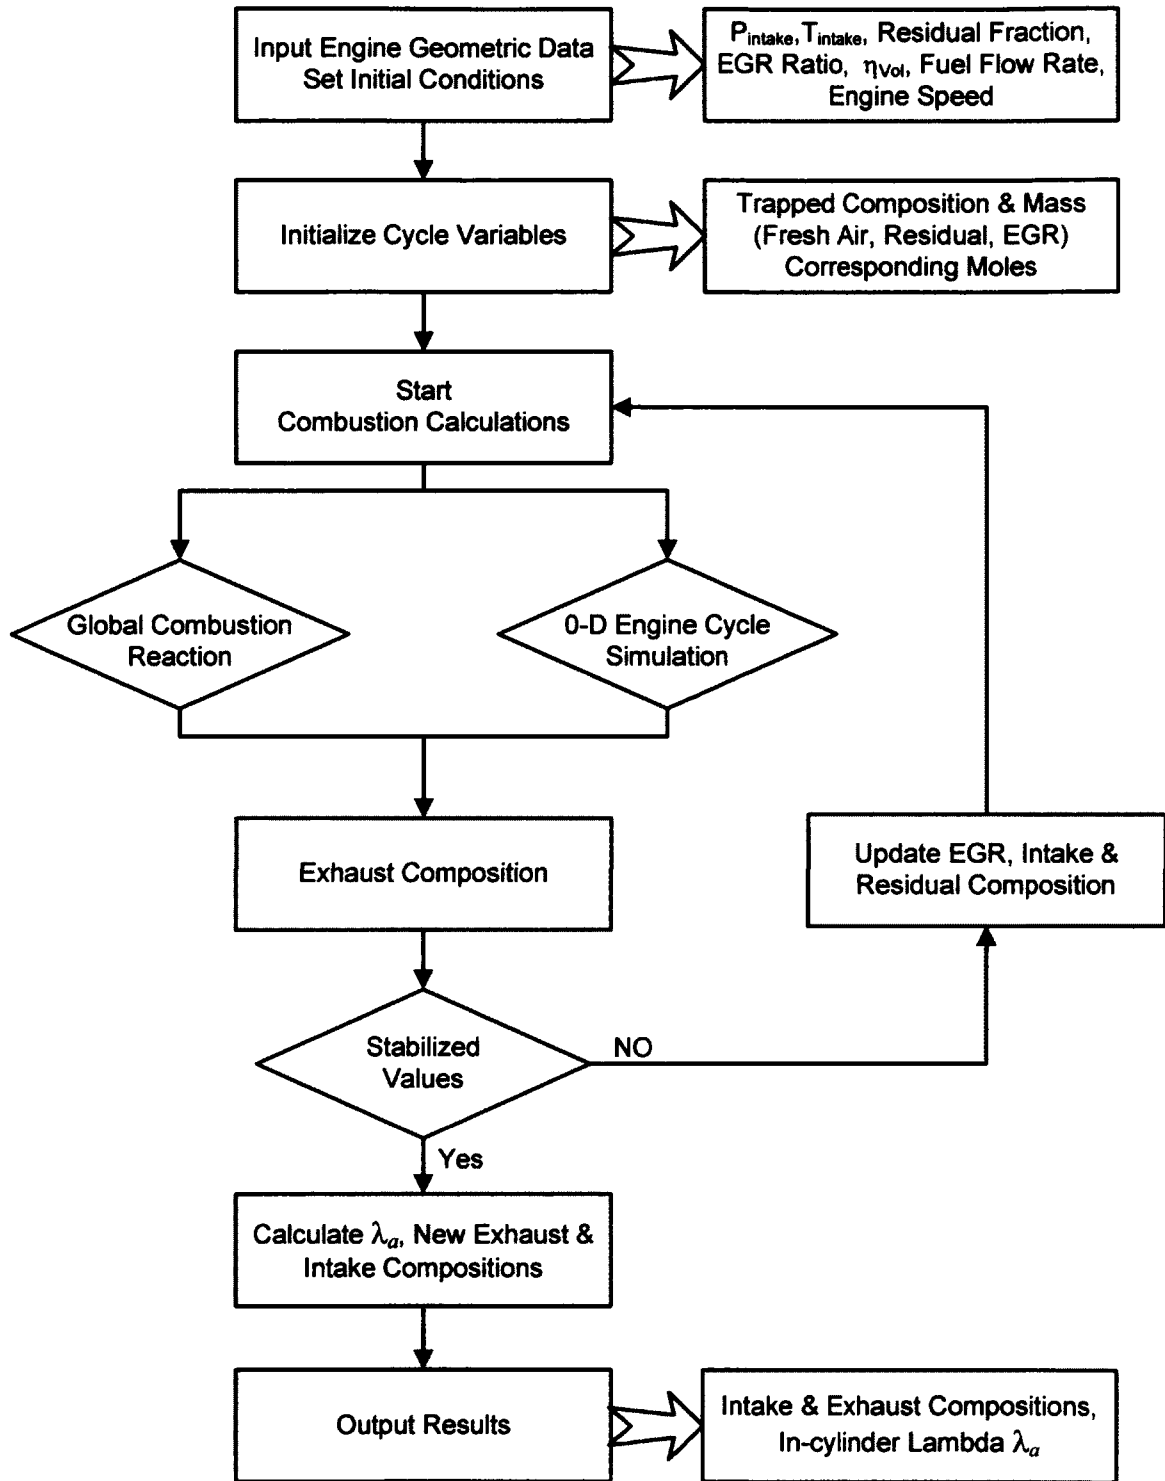 Input Engine Geometric Data
Set Initial Conditions
Pintake, Tintake, Residual Fraction,
EGR Ratio, ηVol, Fuel Flow Rate,
Engine Speed
Initialize Cycle Variables
Trapped Composition & Mass
(Fresh Air, Residual, EGR)
Corresponding Moles
Start
Combustion Calculations
Global Combustion
Reaction
0-D Engine Cycle
Simulation
Exhaust Composition
Update EGR, Intake &
Residual Composition
Stabilized
Values
NO
Yes
Calculate λa, New Exhaust &
Intake Compositions
Output Results
Intake & Exhaust Compositions,
In-cylinder Lambda λa